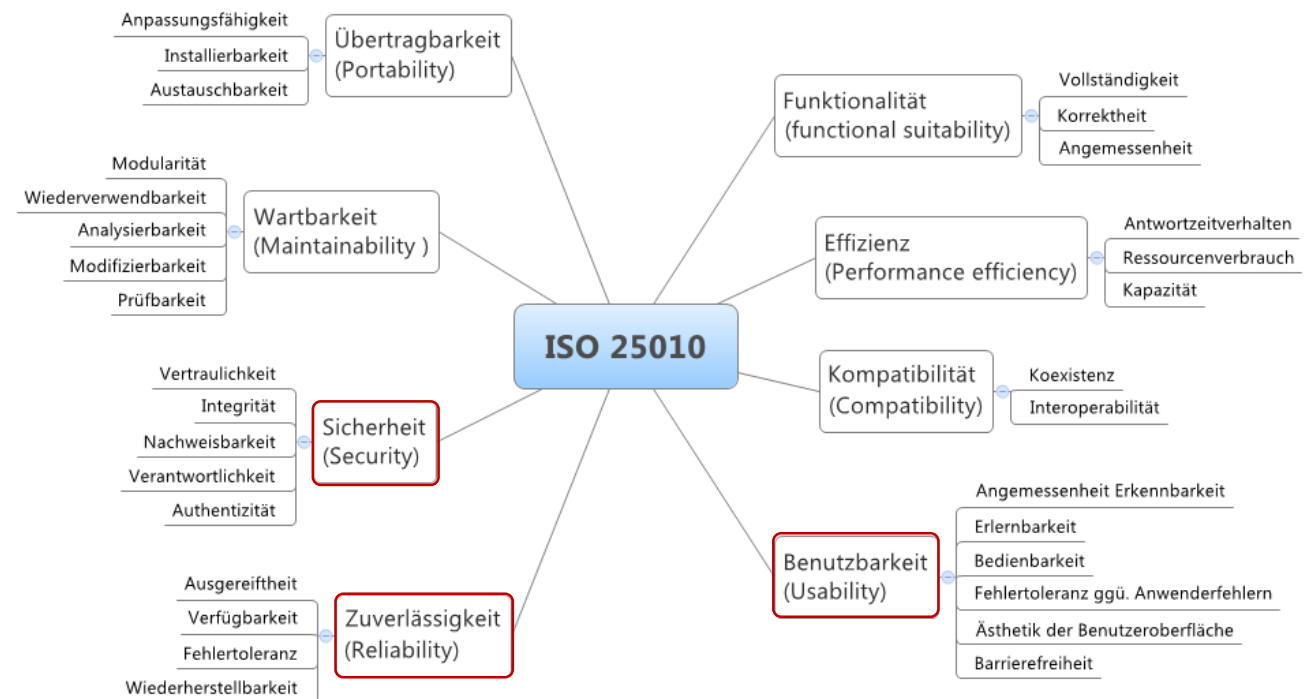 ISO 25010
Übertragbarkeit
(Portability)
Anpassungsfähigkeit
Installierbarkeit
Austauschbarkeit
Wartbarkeit
(Maintainability )
Modularität
Wiederverwendbarkeit
Analysierbarkeit
Modifizierbarkeit
Prüfbarkeit
Sicherheit
(Security)
Vertraulichkeit
Integrität
Nachweisbarkeit
Verantwortlichkeit
Authentizität
Zuverlässigkeit
(Reliability)
Ausgereiftheit
Verfügbarkeit
Fehlertoleranz
Wiederherstellbarkeit
Funktionalität
(functional suitability)
Vollständigkeit
Korrektheit
Angemessenheit
Effizienz
(Performance efficiency)
Antwortzeitverhalten
Ressourcenverbrauch
Kapazität
Kompatibilität
(Compatibility)
Koexistenz
Interoperabilität
Benutzbarkeit
(Usability)
Angemessenheit Erkennbarkeit
Erlernbarkeit
Bedienbarkeit
Fehlertoleranz ggü. Anwenderfehlern
Ästhetik der Benutzeroberfläche
Barrierefreiheit